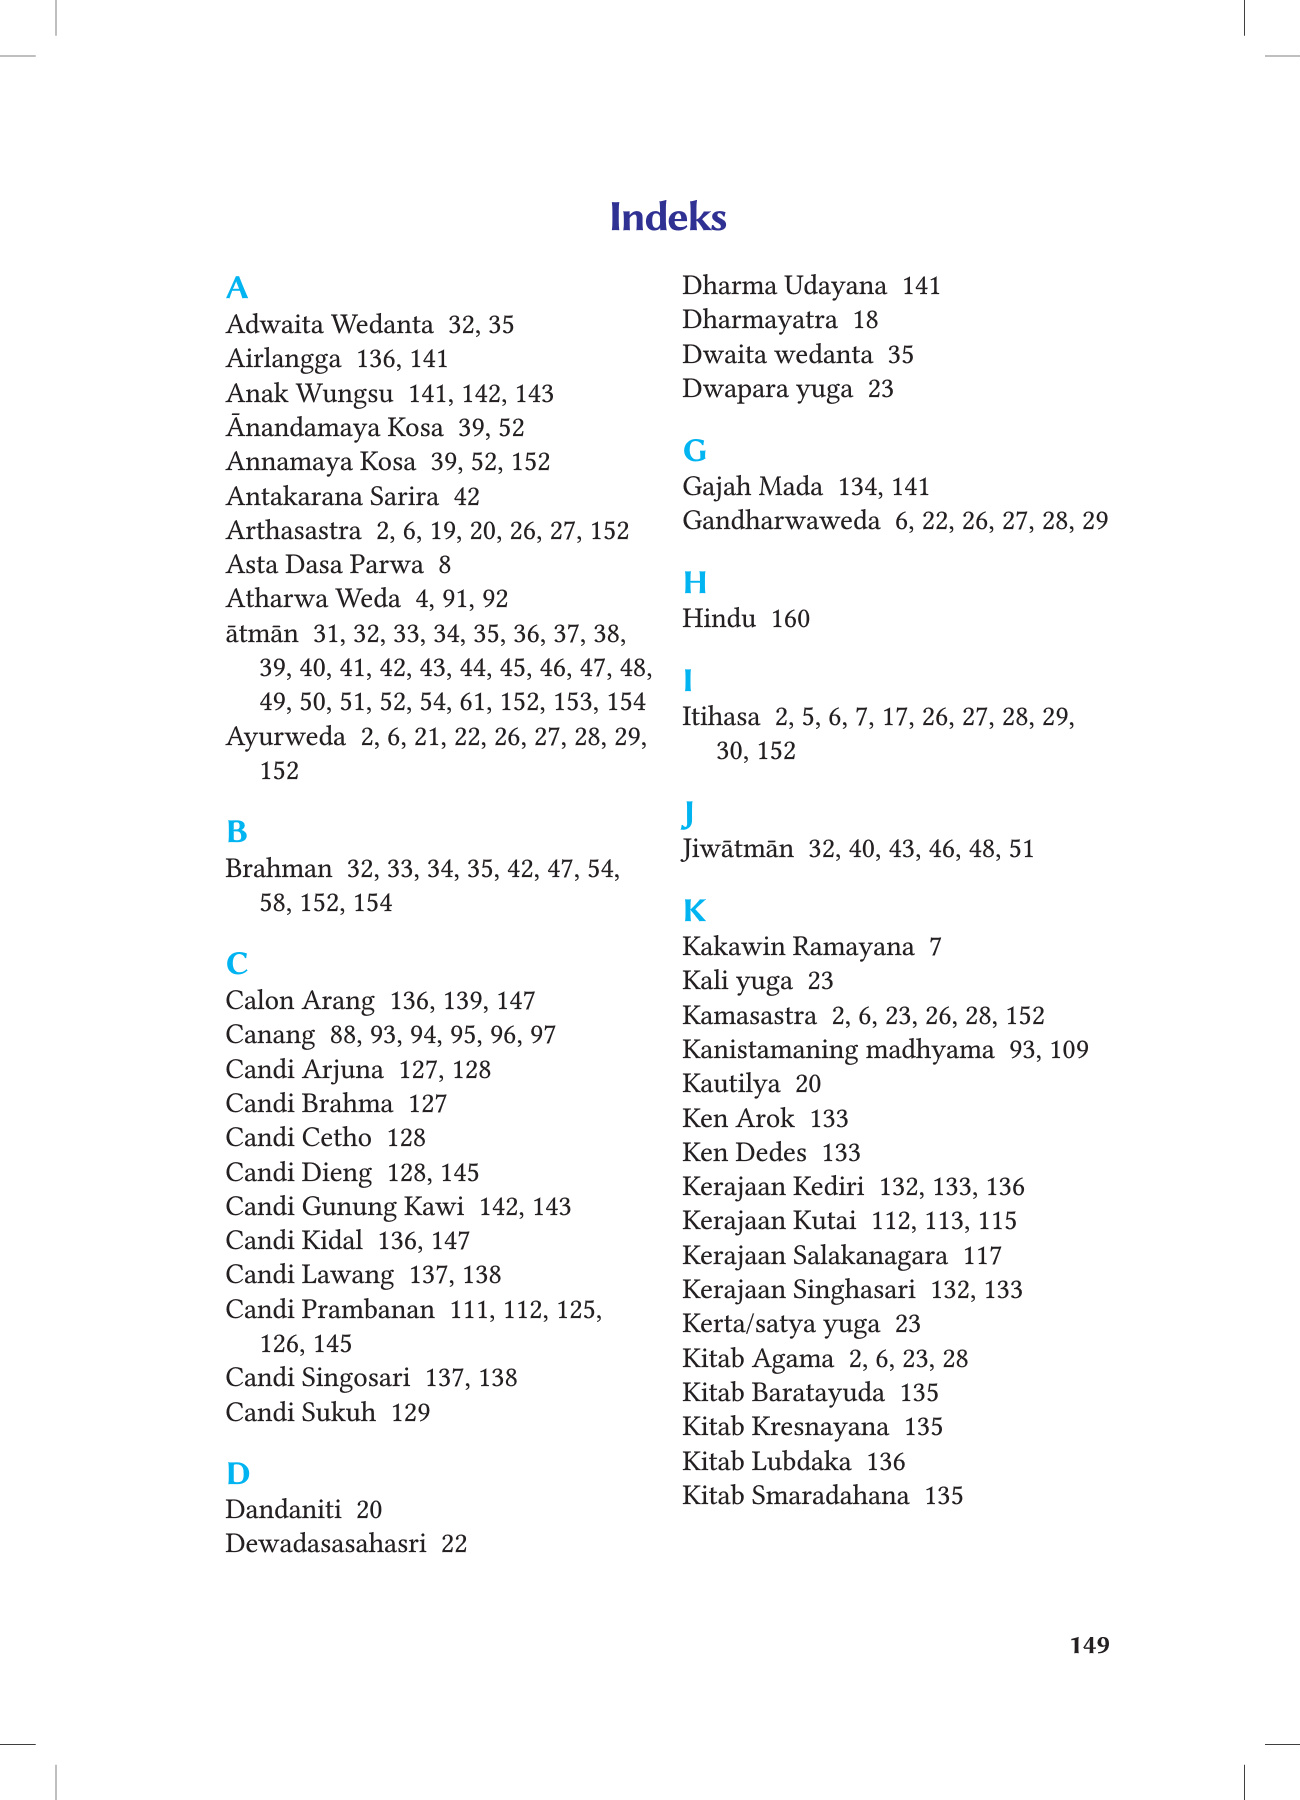 Indeks
A
Adwaita Wedanta 32, 35
Airlangga 136, 141
Anak Wungsu 141, 142, 143
Ānandamaya Kosa 39, 52
Annamaya Kosa 39, 52, 152
Antakarana Sarira 42
Arthasastra 2, 6, 19, 20, 26, 27, 152
Asta Dasa Parwa 8
Atharwa Weda 4, 91, 92
ātmān 31, 32, 33, 34, 35, 36, 37, 38,
39, 40, 41, 42, 43, 44, 45, 46, 47, 48,
49, 50, 51, 52, 54, 61, 152, 153, 154
Ayurweda 2, 6, 21, 22, 26, 27, 28, 29,
152
B
Brahman 32, 33, 34, 35, 42, 47, 54,
58, 152, 154
C
Calon Arang 136, 139, 147
Canang 88, 93, 94, 95, 96, 97
Candi Arjuna 127, 128
Candi Brahma 127
Candi Cetho 128
Candi Dieng 128, 145
Candi Gunung Kawi 142, 143
Candi Kidal 136, 147
Candi Lawang 137, 138
Candi Prambanan 111, 112, 125,
126, 145
Candi Singosari 137, 138
Candi Sukuh 129
D
Dandaniti 20
Dewadasasahasri 22
Dharma Udayana 141
Dharmayatra 18
Dwaita wedanta 35
Dwapara yuga 23
G
Gajah Mada 134, 141
Gandharwaweda 6, 22, 26, 27, 28, 29
H
Hindu 160
I
Itihasa 2, 5, 6, 7, 17, 26, 27, 28, 29,
30, 152
J
Jiwātmān 32, 40, 43, 46, 48, 51
K
Kakawin Ramayana 7
Kali yuga 23
Kamasastra 2, 6, 23, 26, 28, 152
Kanistamaning madhyama 93, 109
Kautilya 20
Ken Arok 133
Ken Dedes 133
Kerajaan Kediri 132, 133, 136
Kerajaan Kutai 112, 113, 115
Kerajaan Salakanagara 117
Kerajaan Singhasari 132, 133
Kerta/satya yuga 23
Kitab Agama 2, 6, 23, 28
Kitab Baratayuda 135
Kitab Kresnayana 135
Kitab Lubdaka 136
Kitab Smaradahana 135
149